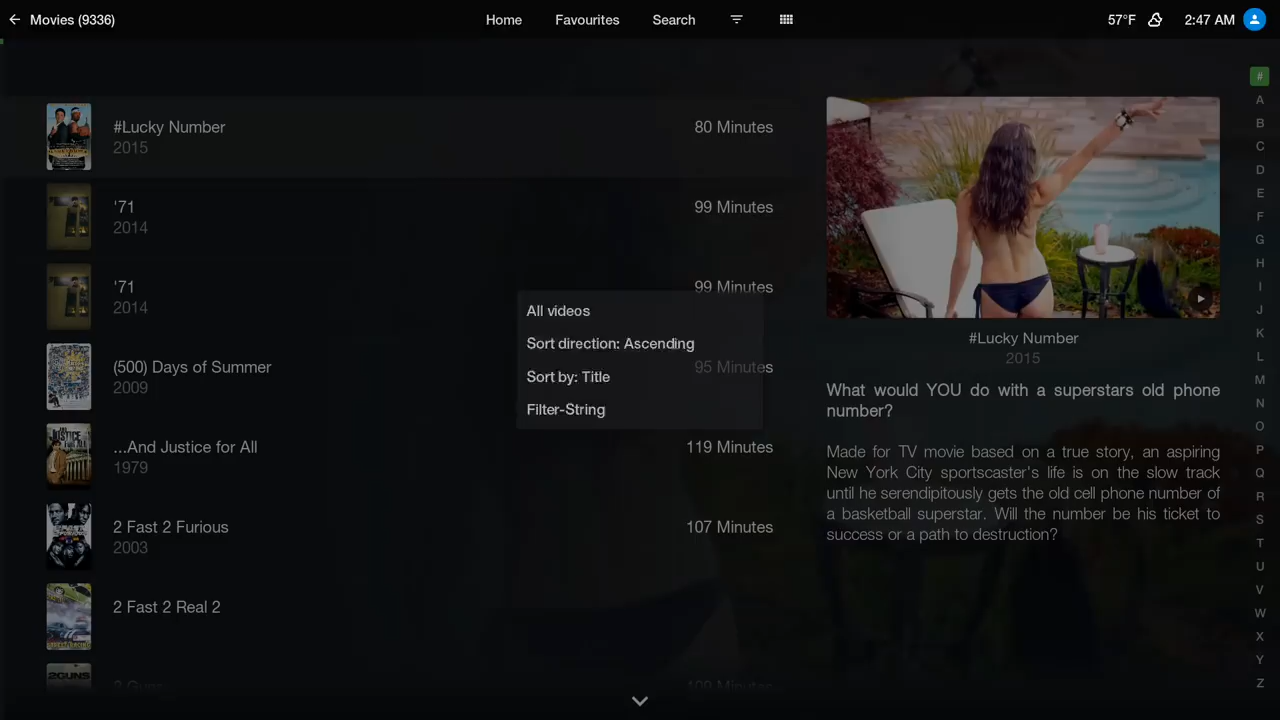 Movies (9336)
Home
Favourites
Search
57°F
2:47 AM
#Lucky Number
2015
80 Minutes
'71
2014
99 Minutes
'71
2014
99 Minutes
(500) Days of Summer
2009
95 Minutes
...And Justice for All
1979
119 Minutes
2 Fast 2 Furious
2003
107 Minutes
2 Fast 2 Real 2
2GUNS
2 Guns
109 Minutes
All videos
Sort direction: Ascending
Sort by: Title
Filter-String
#Lucky Number
2015
What would YOU do with a superstars old phone
number?
Made for TV movie based on a true story, an aspiring
New York City sportscaster's life is on the slow track
until he serendipitously gets the old cell phone number of
a basketball superstar. Will the number be his ticket to
success or a path to destruction?
#
A
B
C
D
E
F
G
H
I
J
K
L
M
N
O
P
Q
R
S
T
U
V
W
X
Y
Z